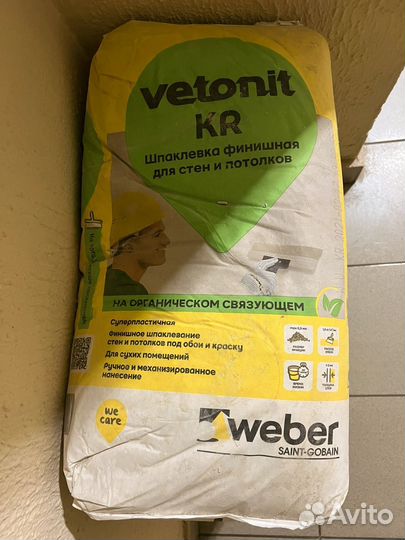 vetonit
KR
Шпаклевка финишная
для стен и потолков
НА ОРГАНИЧЕСКОМ СВЯЗУЮЩЕМ
Суперпластичная
Финишное шпаклевание
стен и потолков под обои и краску
Для сухих помещений
Ручное и механизированное
нанесение
we
care
weber
SAINT-GOBAIN
Avito